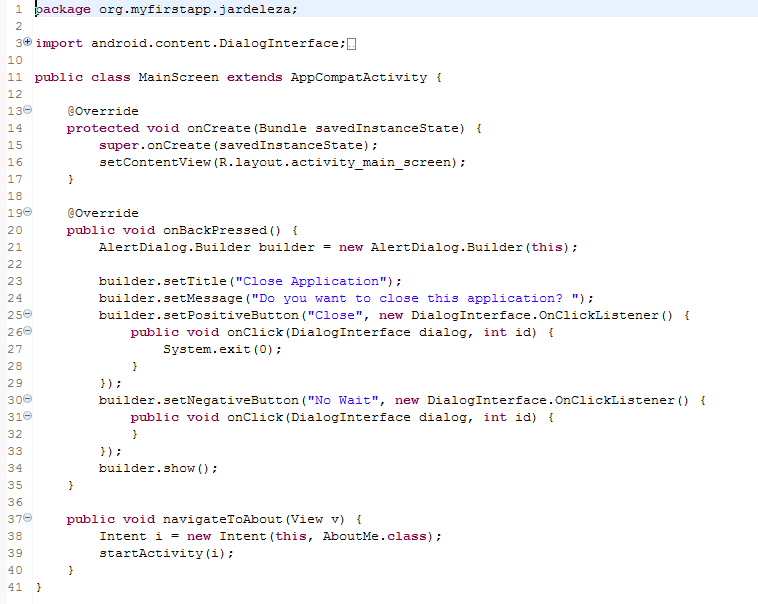 1 package org.myfirstapp.jardeleza;
2
3 import android.content.DialogInterface;
10
11 public class MainScreen extends AppCompatActivity {
12
13     @Override
14     protected void onCreate(Bundle savedInstanceState) {
15         super.onCreate(savedInstanceState);
16         setContentView(R.layout.activity_main_screen);
17     }
18
19     @Override
20     public void onBackPressed() {
21         AlertDialog.Builder builder = new AlertDialog.Builder(this);
22
23         builder.setTitle("Close Application");
24         builder.setMessage("Do you want to close this application? ");
25         builder.setPositiveButton("Close", new DialogInterface.OnClickListener() {
26             public void onClick(DialogInterface dialog, int id) {
27                 System.exit(0);
28             }
29         });
30         builder.setNegativeButton("No Wait", new DialogInterface.OnClickListener() {
31             public void onClick(DialogInterface dialog, int id) {
32             }
33         });
34         builder.show();
35     }
36
37     public void navigateToAbout(View v) {
38         Intent i = new Intent(this, AboutMe.class);
39         startActivity(i);
40     }
41 }